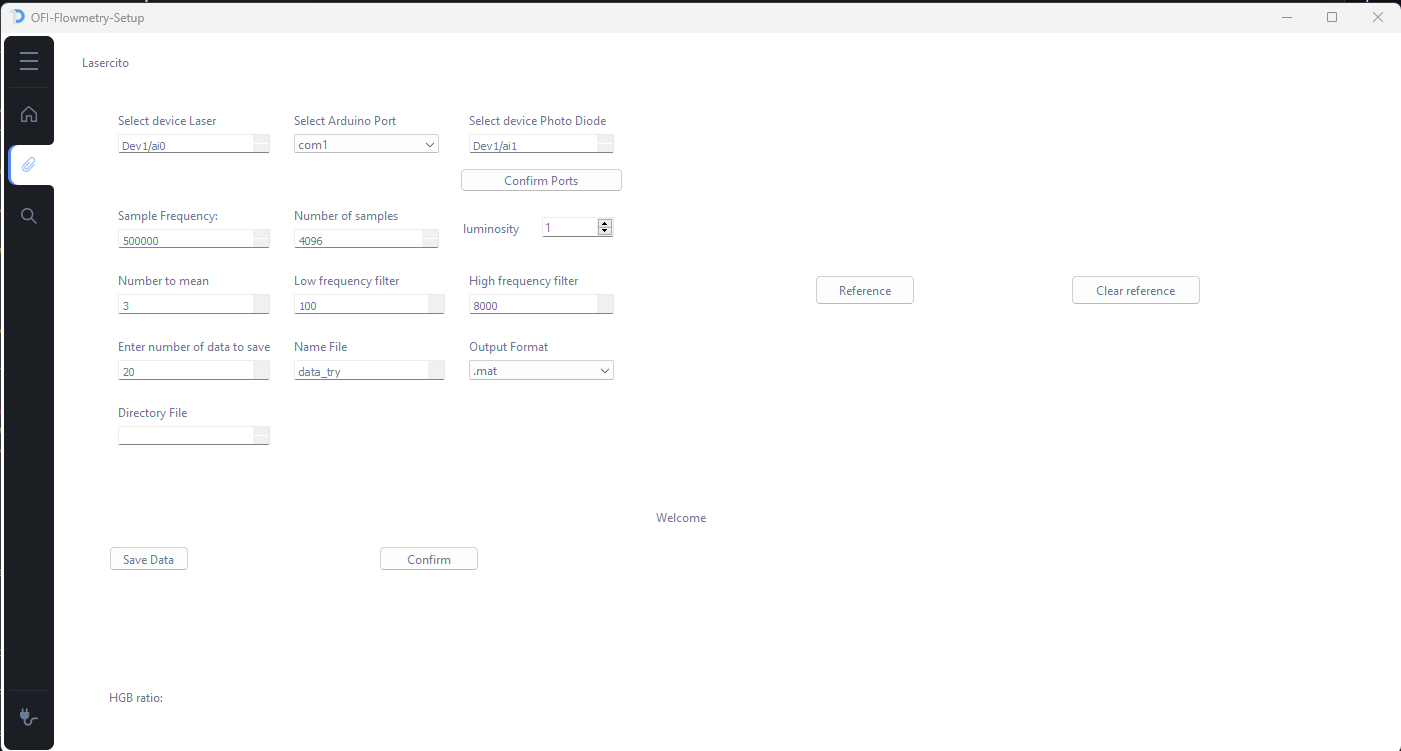 OFI-Flowmetry-Setup
Lasercito
Select device Laser Select Arduino Port Select device Photo Diode
Dev1/ai0 com1 Dev1/ai1
Confirm Ports
Sample Frequency: Number of samples
luminosity 1
500000 4096
Number to mean Low frequency filter High frequency filter
Reference Clear reference
3 100 8000
Enter number of data to save Name File Output Format
20 data_try .mat
Directory File
Welcome
Save Data Confirm
HGB ratio: